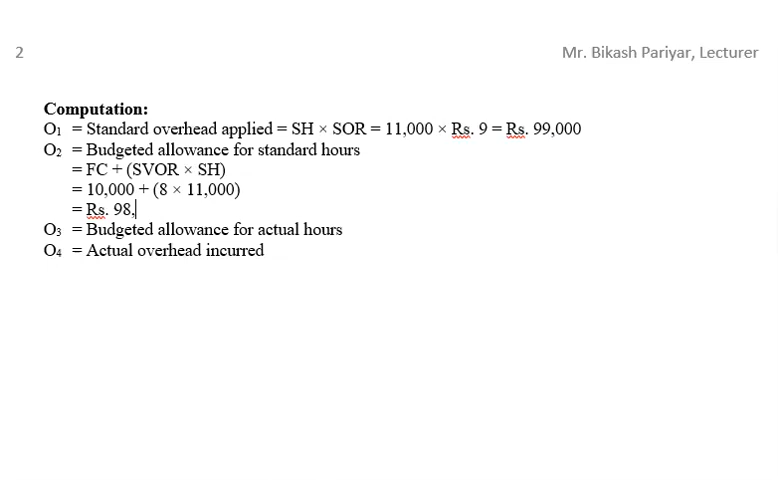 2
Mr. Bikash Pariyar, Lecturer
Computation:
O₁ = Standard overhead applied = SH × SOR = 11,000 × Rs. 9 = Rs. 99,000
O₂ = Budgeted allowance for standard hours
= FC + (SVOR × SH)
= 10,000 + (8 × 11,000)
= Rs. 98,
O₃ = Budgeted allowance for actual hours
O₄ = Actual overhead incurred